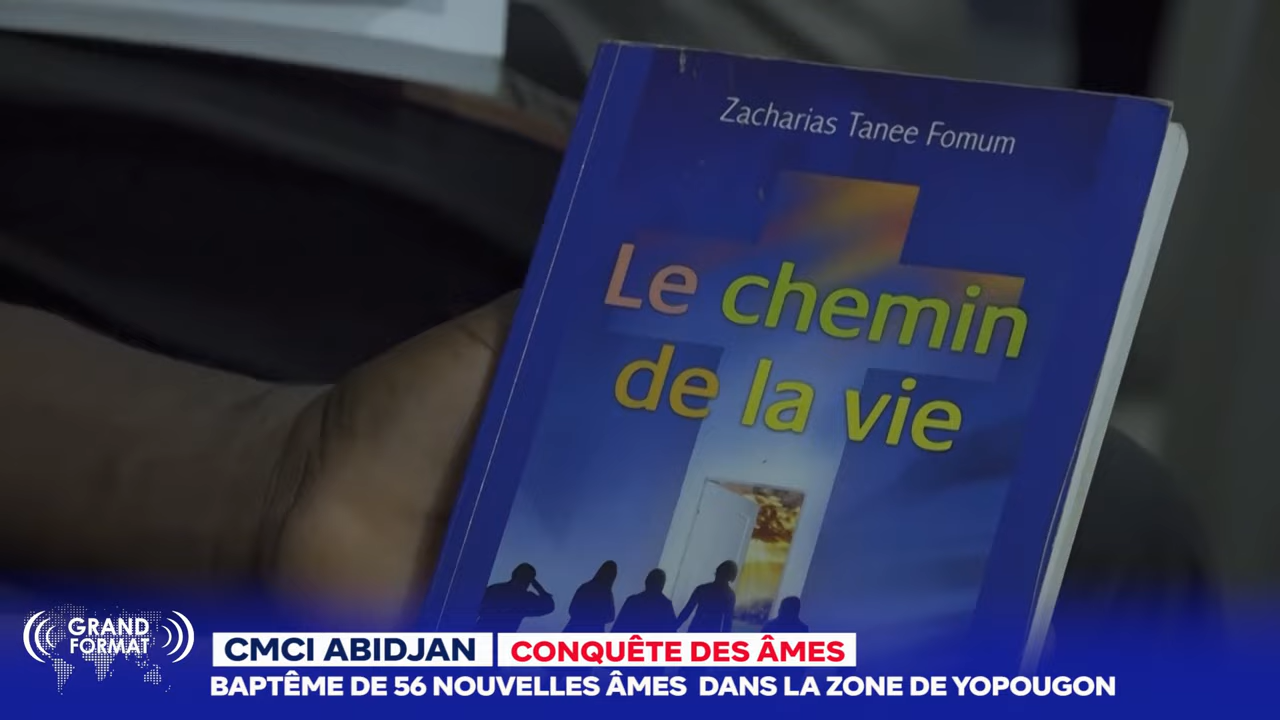 Zacharias Tanee Fomum
Le chemin
de la vie
GRAND
FORMAT
CMCI ABIDJAN
CONQUÊTE DES ÂMES
BAPTÊME DE 56 NOUVELLES ÂMES DANS LA ZONE DE YOPOUGON